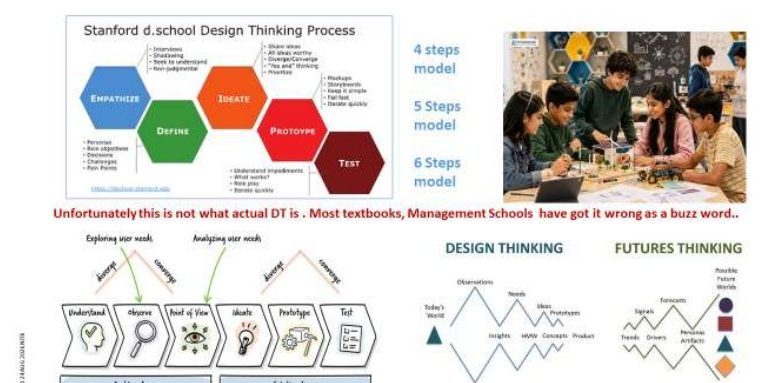 Stanford d.school Design Thinking Process
• Interviews
• Shadowing
• Seek to understand
• Non-judgmental
• Share ideas
• All ideas worthy
• Diverge/Converge
• "Yes and" thinking
• Prioritize
• Mockups
• Storyboards
• Keep it simple
• Fail fast
• Iterate quickly
EMPATHIZE
DEFINE
IDEATE
PROTOYPE
TEST
• Personas
• Role objectives
• Decisions
• Challenges
• Pain Points
• Understand impediments
• What works?
• Role play
• Iterate quickly
https://dschool.stanford.edu
4 steps
model
5 Steps
model
6 Steps
model
Unfortunately this is not what actual DT is . Most textbooks, Management Schools have got it wrong as a buzz word..
Exploring user needs
Analyzing user needs
diverge
converge
diverge
converge
Understand
Observe
Point of View
Ideate
Prototype
Test
DESIGN THINKING
Observations
Needs
Ideas
Prototypes
Today's
World
Insights
HMW
Concepts
Product
FUTURES THINKING
Possible
Future
Worlds
Forecasts
Signals
Trends
Drivers
Personas
Artifacts